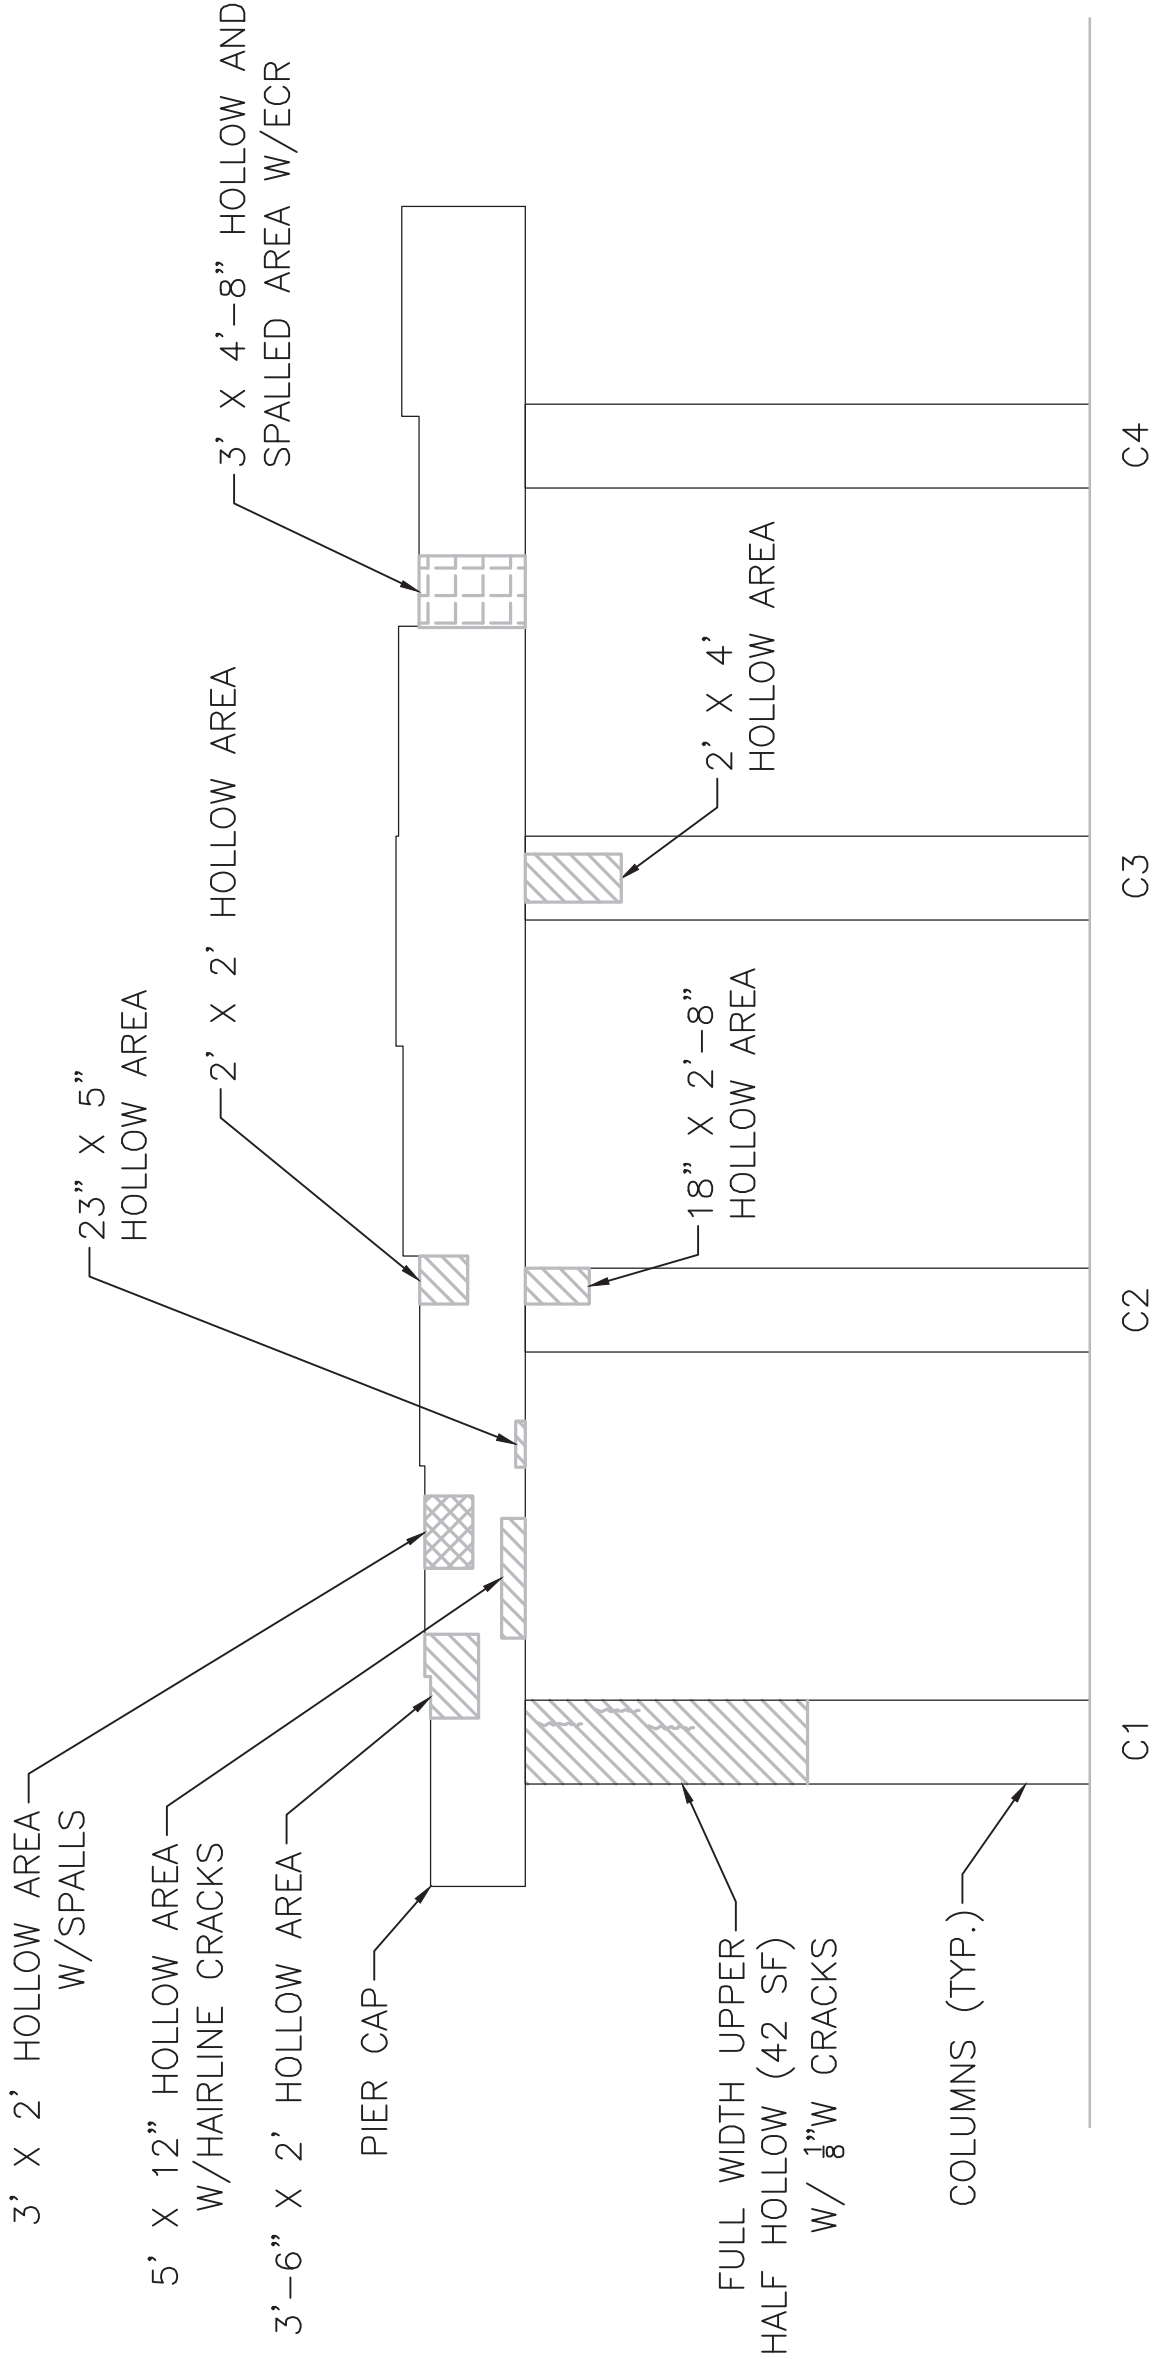 3' X 2' HOLLOW AREA
W/SPALLS
5' X 12" HOLLOW AREA
W/HAIRLINE CRACKS
3'-6" X 2' HOLLOW AREA
PIER CAP
FULL WIDTH UPPER
HALF HOLLOW (42 SF)
W/ 1/8"W CRACKS
COLUMNS (TYP.)
23" X 5"
HOLLOW AREA
2' X 2' HOLLOW AREA
3' X 4'-8" HOLLOW AND
SPALLED AREA W/ECR
18" X 2'-8"
HOLLOW AREA
2' X 4'
HOLLOW AREA
C1
C2
C3
C4